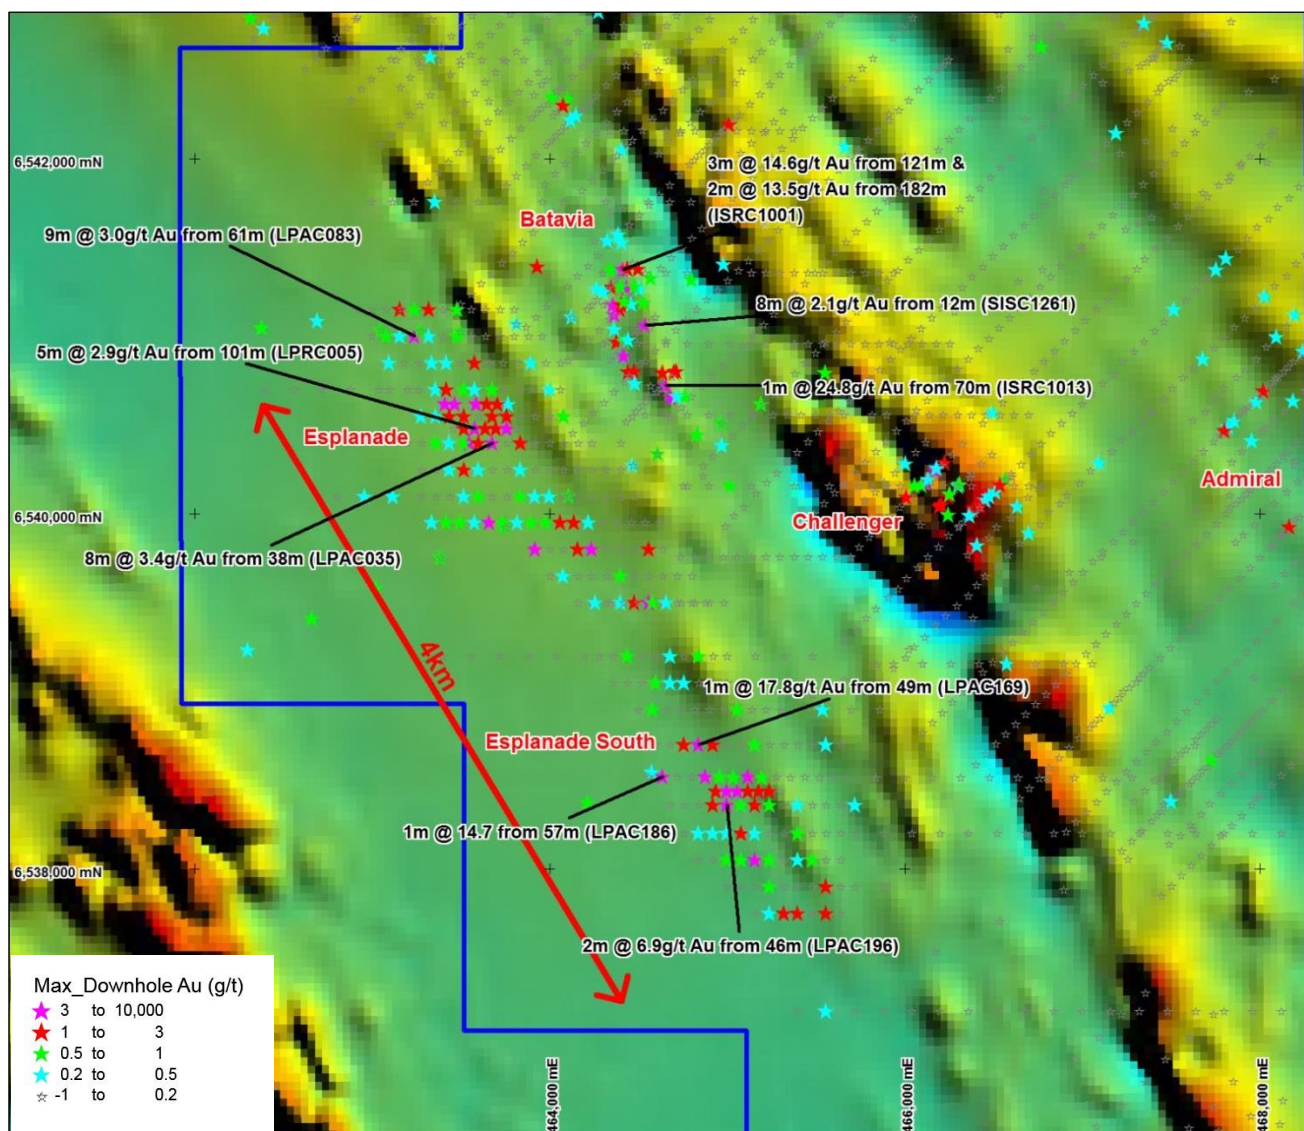 6,542,000 mN
3m @ 14.6g/t Au from 121m &
2m @ 13.5g/t Au from 182m
(ISRC1001)
Batavia
9m @ 3.0g/t Au from 61m (LPAC083)
8m @ 2.1g/t Au from 12m (SISC1261)
5m @ 2.9g/t Au from 101m (LPRC005)
1m @ 24.8g/t Au from 70m (ISRC1013)
Esplanade
Admiral
6,540,000 mN
Challenger
8m @ 3.4g/t Au from 38m (LPAC035)
4km
1m @ 17.8g/t Au from 49m (LPAC169)
Esplanade South
1m @ 14.7 from 57m (LPAC186)
6,538,000 mN
2m @ 6.9g/t Au from 46m (LPAC196)
Max_Downhole Au (g/t)
3 to 10,000
1 to 3
0.5 to 1
0.2 to 0.5
-1 to 0.2
464,000 mE
466,000 mE
468,000 mE